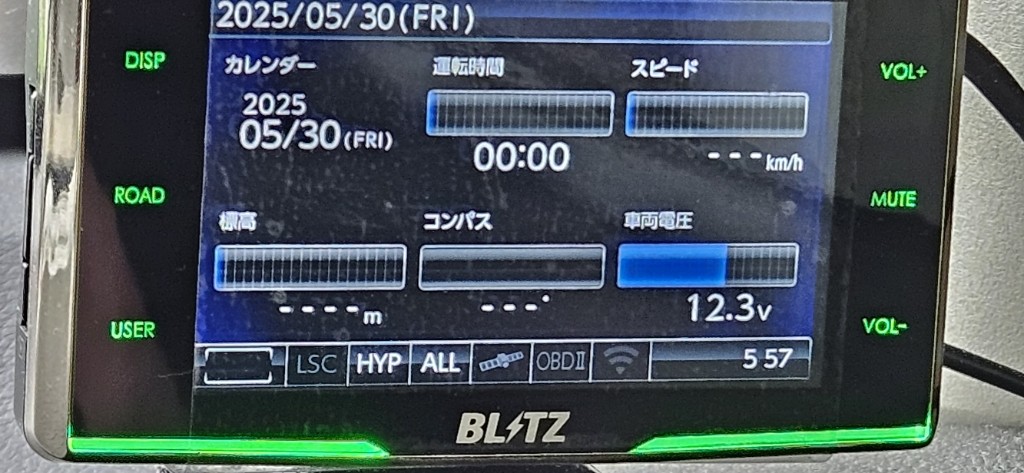 2025/05/30(FRI)
DISP
カレンダー
運転時間
スピード
VOL+
2025
05/30(FRI)
00:00
---km/h
ROAD
MUTE
標高
コンパス
車両電圧
----m
---°
12.3v
USER
VOL-
LSC HYP ALL OBDII 5 57
BLITZ